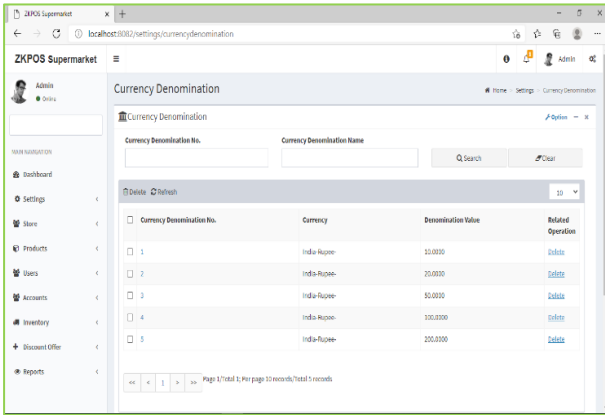 ZKPOS Supermarket
localhost:8082/settings/currencydenomination
ZKPOS Supermarket
Admin
Admin
Online
Currency Denomination
Home
Settings
Currency Denomination
Currency Denomination
Option
Currency Denomination No.
Currency Denomination Name
Search
Clear
MAIN NAVIGATION
Dashboard
Settings
Store
Products
Users
Accounts
Inventory
Discount Offer
Reports
Delete Refresh
10
Currency Denomination No. Currency Denomination Value Related Operation
1 India-Rupee- 10.0000 Delete
2 India-Rupee- 20.0000 Delete
3 India-Rupee- 50.0000 Delete
4 India-Rupee- 100.0000 Delete
5 India-Rupee- 200.0000 Delete
<< < 1 > >> Page 1/Total 1; Per page 10 records/Total 5 records